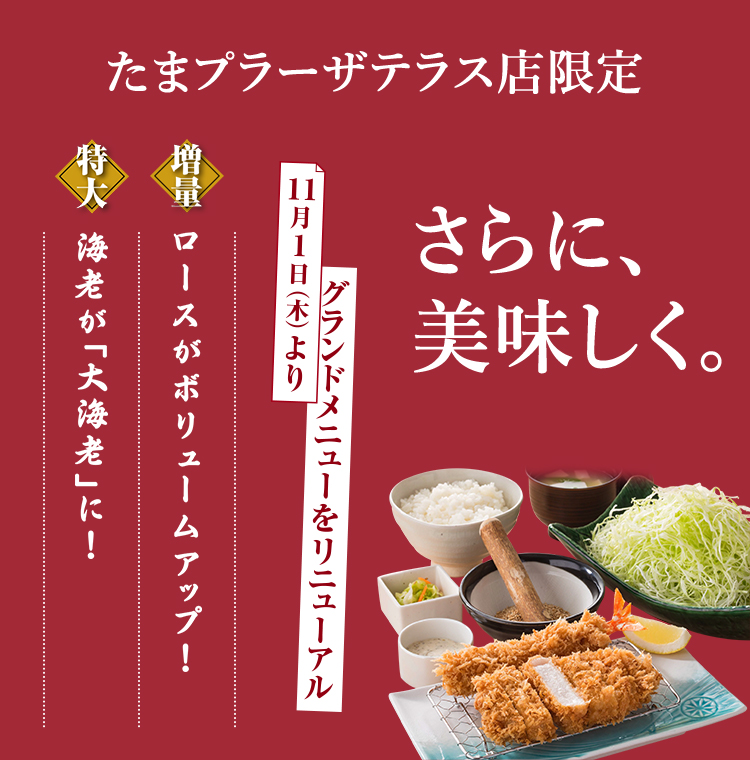 たまプラーザテラス店限定
さらに、
美味しく。
11月1日(木)より
グランドメニューをリニューアル
増量
ロースがボリュームアップ!
特大
海老が「大海老」に!